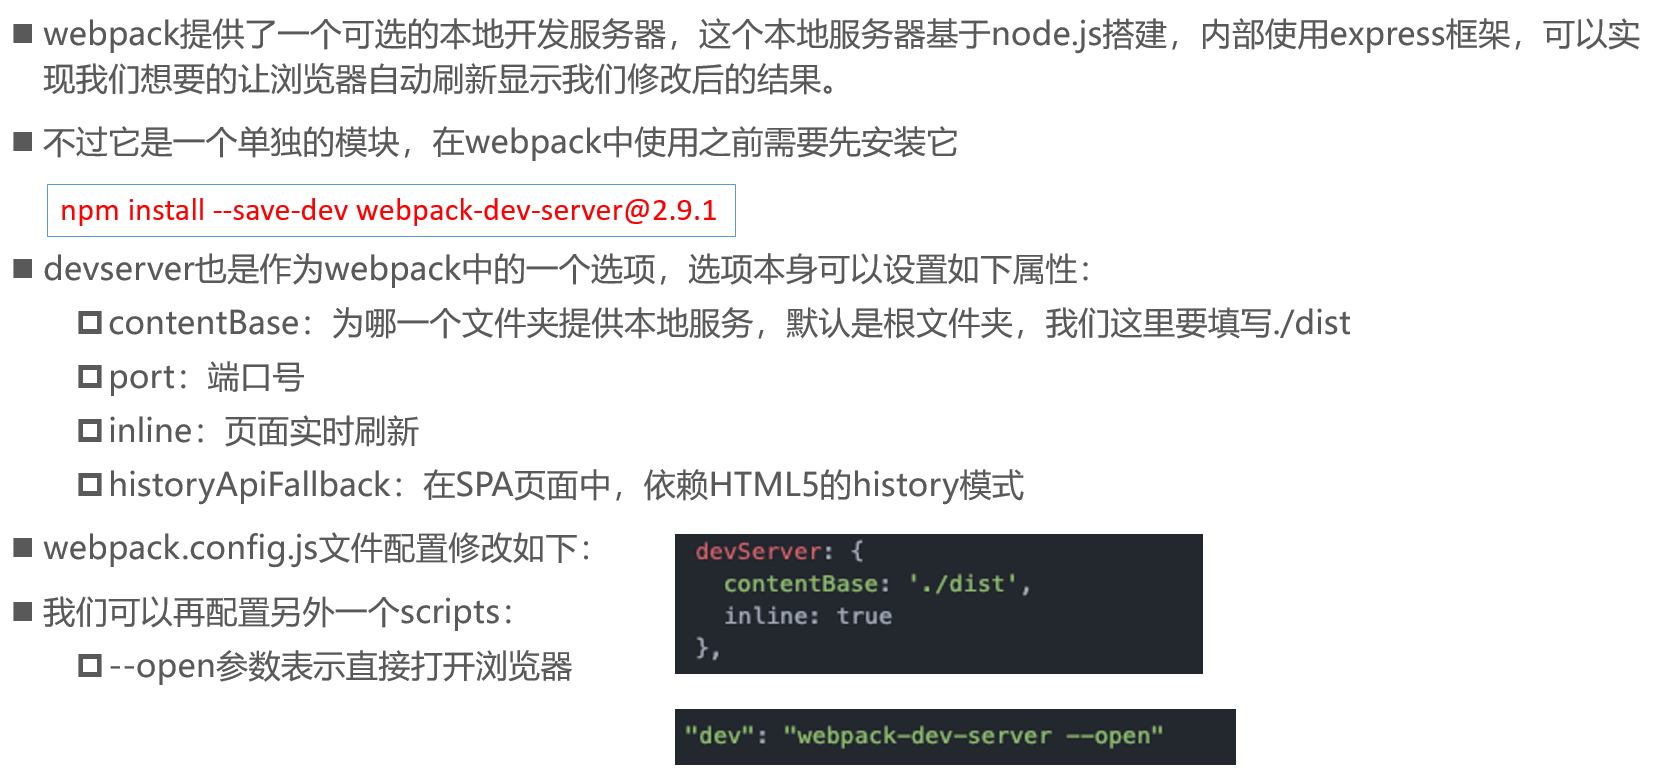 webpack提供了一个可选的本地开发服务器，这个本地服务器基于node.js搭建，内部使用express框架，可以实
现我们想要的让浏览器自动刷新显示我们修改后的结果。
不过它是一个单独的模块，在webpack中使用之前需要先安装它
npm install --save-dev webpack-dev-server@2.9.1
devserver也是作为webpack中的一个选项，选项本身可以设置如下属性：
contentBase：为哪一个文件夹提供本地服务，默认是根文件夹，我们这里要填写./dist
port：端口号
inline：页面实时刷新
historyApiFallback：在SPA页面中，依赖HTML5的history模式
webpack.config.js文件配置修改如下：
devServer: {
contentBase: './dist',
inline: true
},
我们可以再配置另外一个scripts：
--open参数表示直接打开浏览器
"dev": "webpack-dev-server --open"